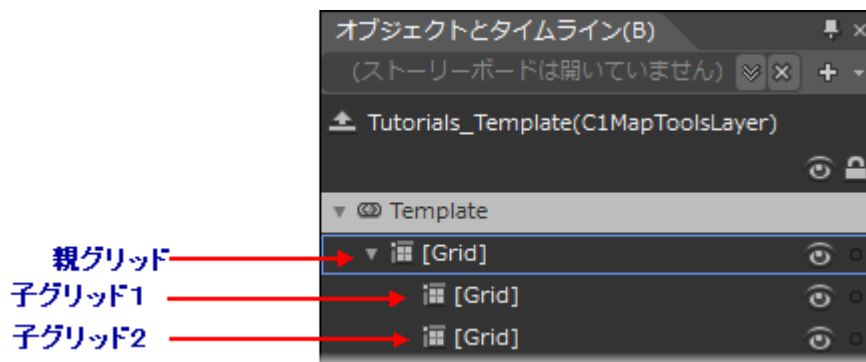 オブジェクトとタイムライン(B)
(ストーリーボードは開いていません)
Tutorials_Template(C1MapToolsLayer)
Template
親グリッド
[Grid]
子グリッド1
[Grid]
子グリッド2
[Grid]